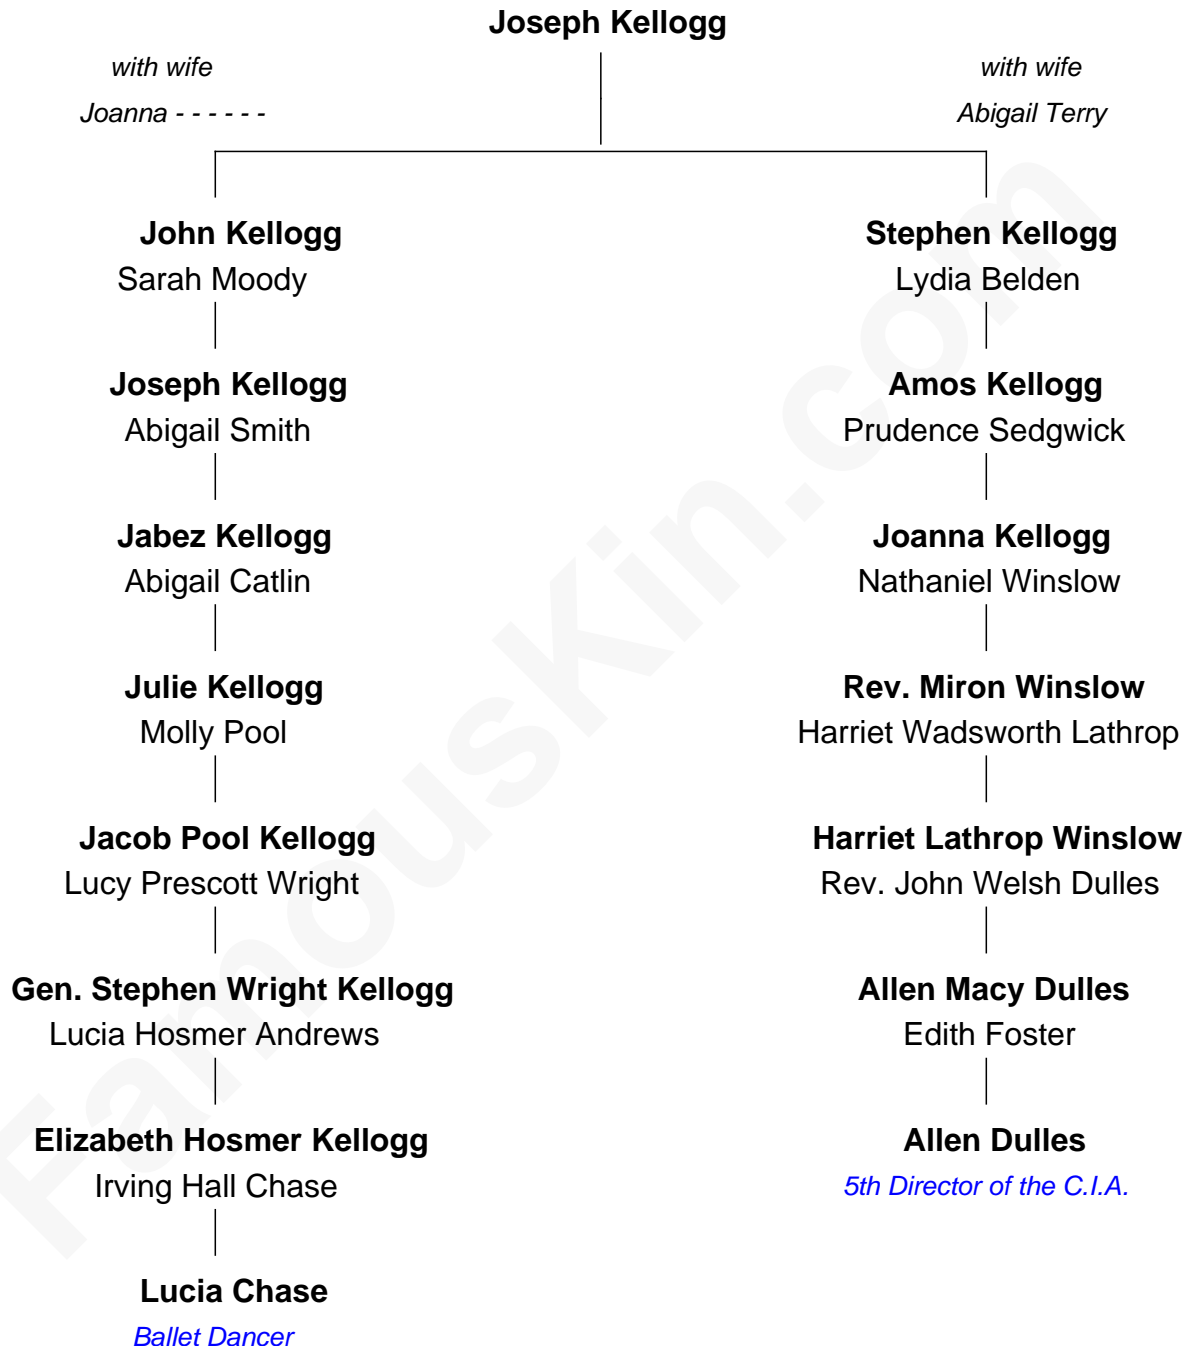 Joseph Kellogg
with wife
Joanna - - - - - -
with wife
Abigail Terry
John Kellogg
Sarah Moody
Stephen Kellogg
Lydia Belden
Joseph Kellogg
Abigail Smith
Amos Kellogg
Prudence Sedgwick
Jabez Kellogg
Abigail Catlin
Joanna Kellogg
Nathaniel Winslow
Julie Kellogg
Molly Pool
Rev. Miron Winslow
Harriet Wadsworth Lathrop
Jacob Pool Kellogg
Lucy Prescott Wright
Harriet Lathrop Winslow
Rev. John Welsh Dulles
Gen. Stephen Wright Kellogg
Lucia Hosmer Andrews
Allen Macy Dulles
Edith Foster
Elizabeth Hosmer Kellogg
Irving Hall Chase
Allen Dulles
5th Director of the C.I.A.
Lucia Chase
Ballet Dancer
FamousKin.com